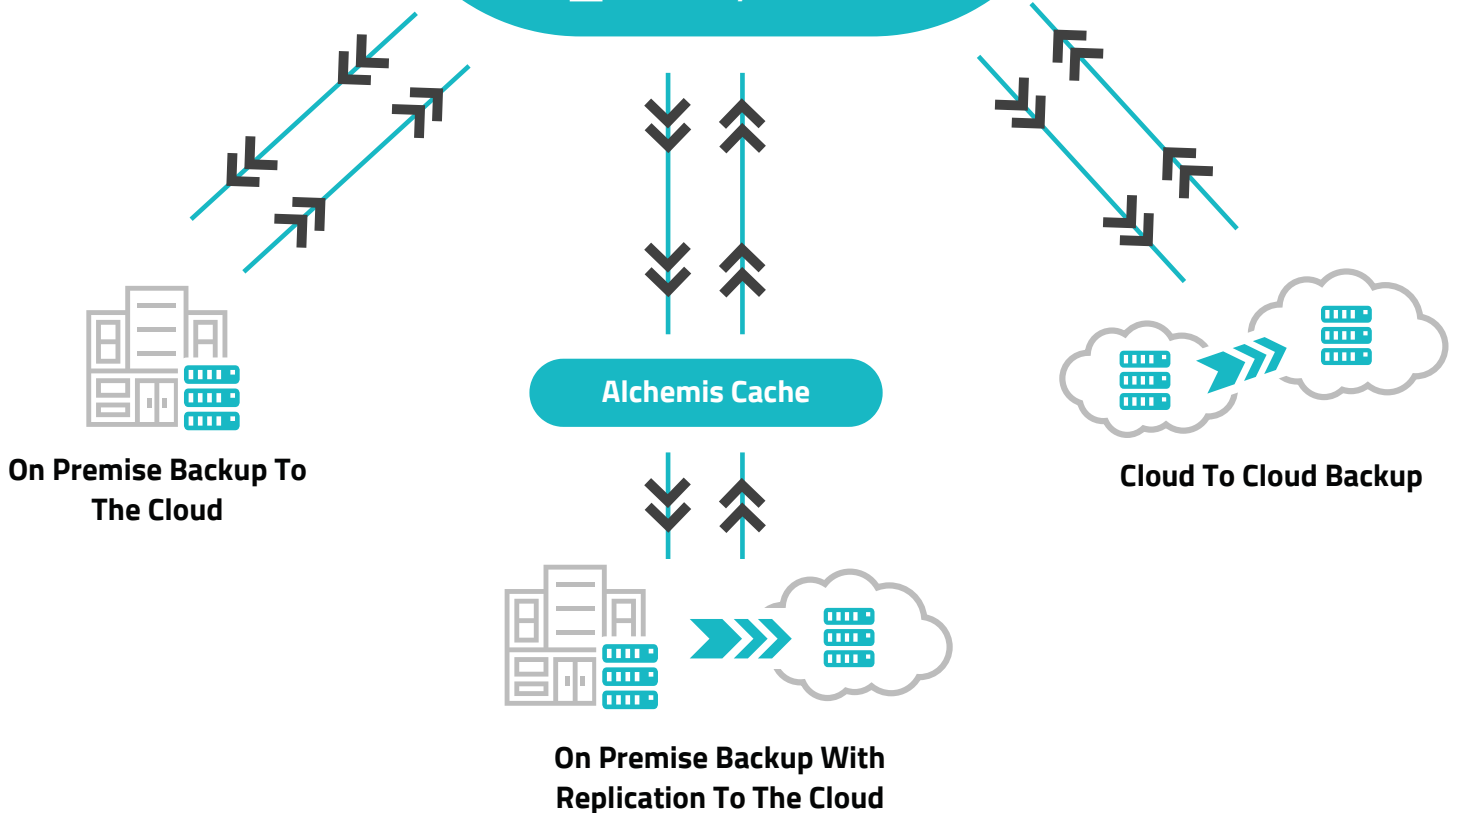 Alchemis Cache
On Premise Backup To
The Cloud
Cloud To Cloud Backup
On Premise Backup With
Replication To The Cloud